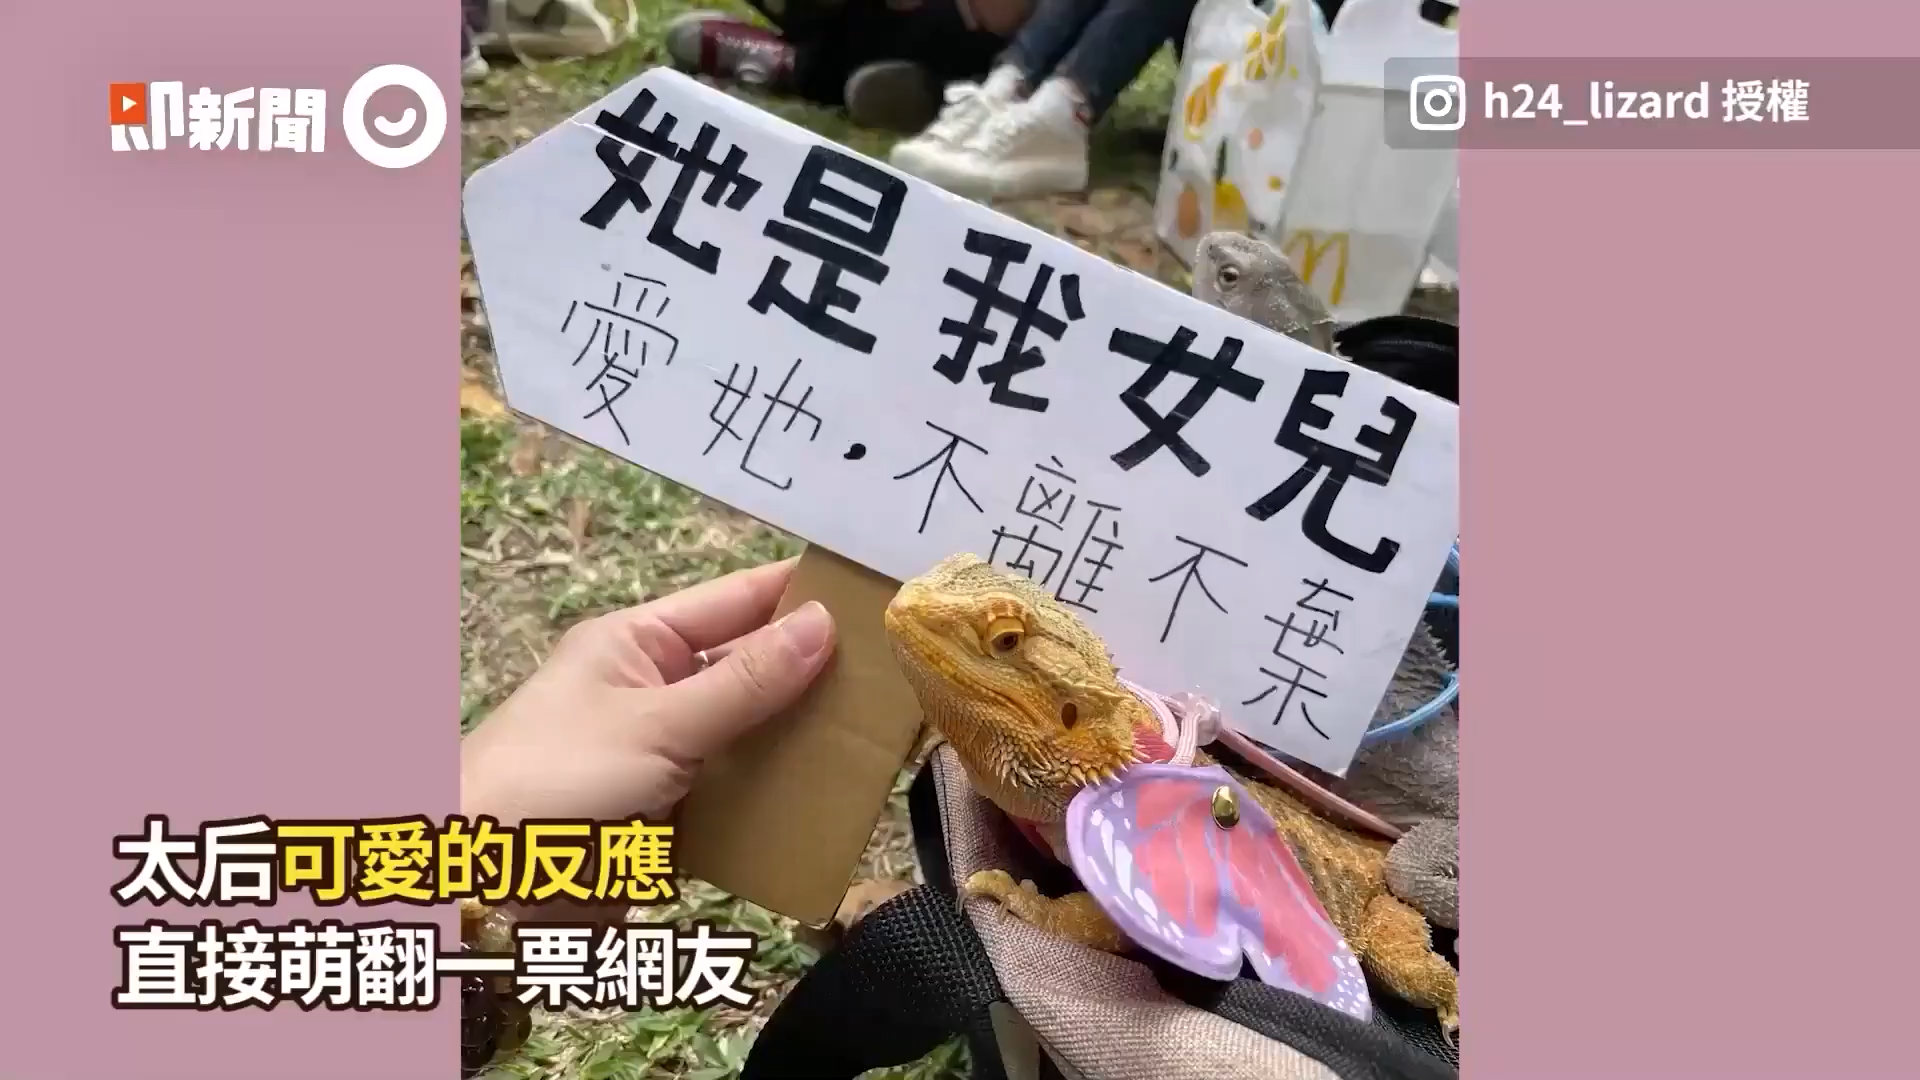 即新聞
h24_lizard 授權
她是我女兒
愛她，不離不棄
太后可愛的反應
直接萌翻一票網友